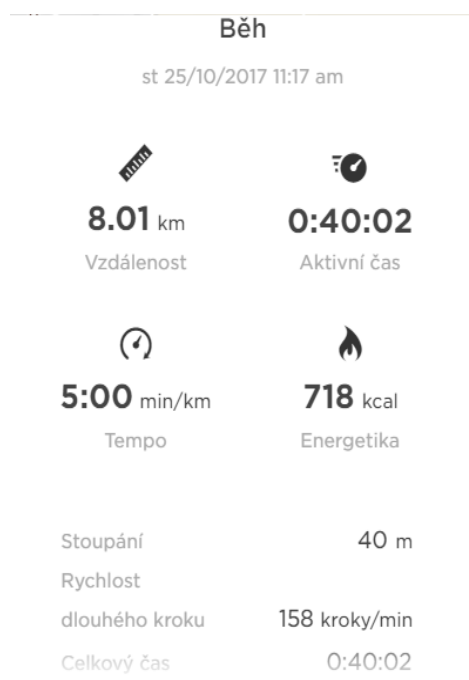 Běh
st 25/10/2017 11:17 am
8.01 km
0:40:02
Vzdálenost
Aktivní čas
5:00 min/km
718 kcal
Tempo
Energetika
Stoupání
40 m
Rychlost
dlouhého kroku
158 kroky/min
Celkový čas
0:40:02